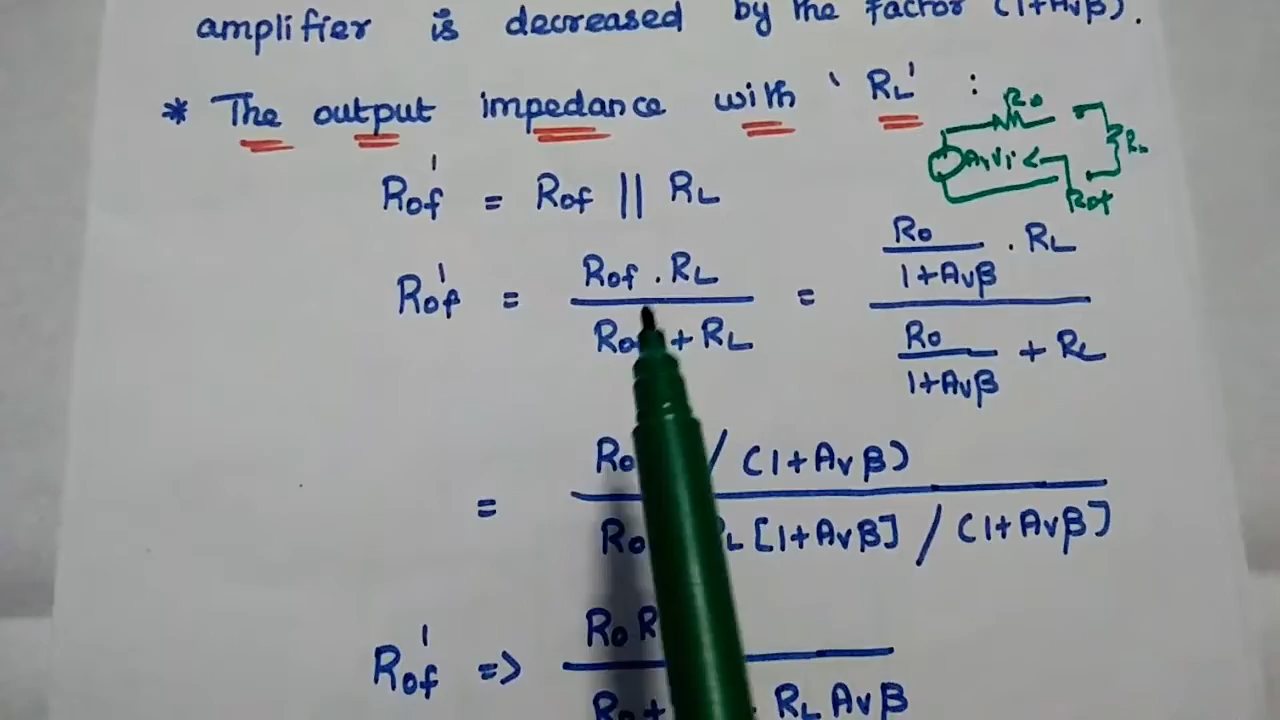 amplifier is decreased by the factor (1+Avβ).
* The output impedance with 'RL' :
Ro
AvVi
RL
Rof
Rof' = Rof || RL
Rof' = Rof . RL / Rof + RL = Ro / 1+Avβ . RL / Ro / 1+Avβ + RL
= Ro / (1+Avβ)
Ro [1+Avβ] / (1+Avβ)
Rof' => Ro R
Ro+ RL Avβ